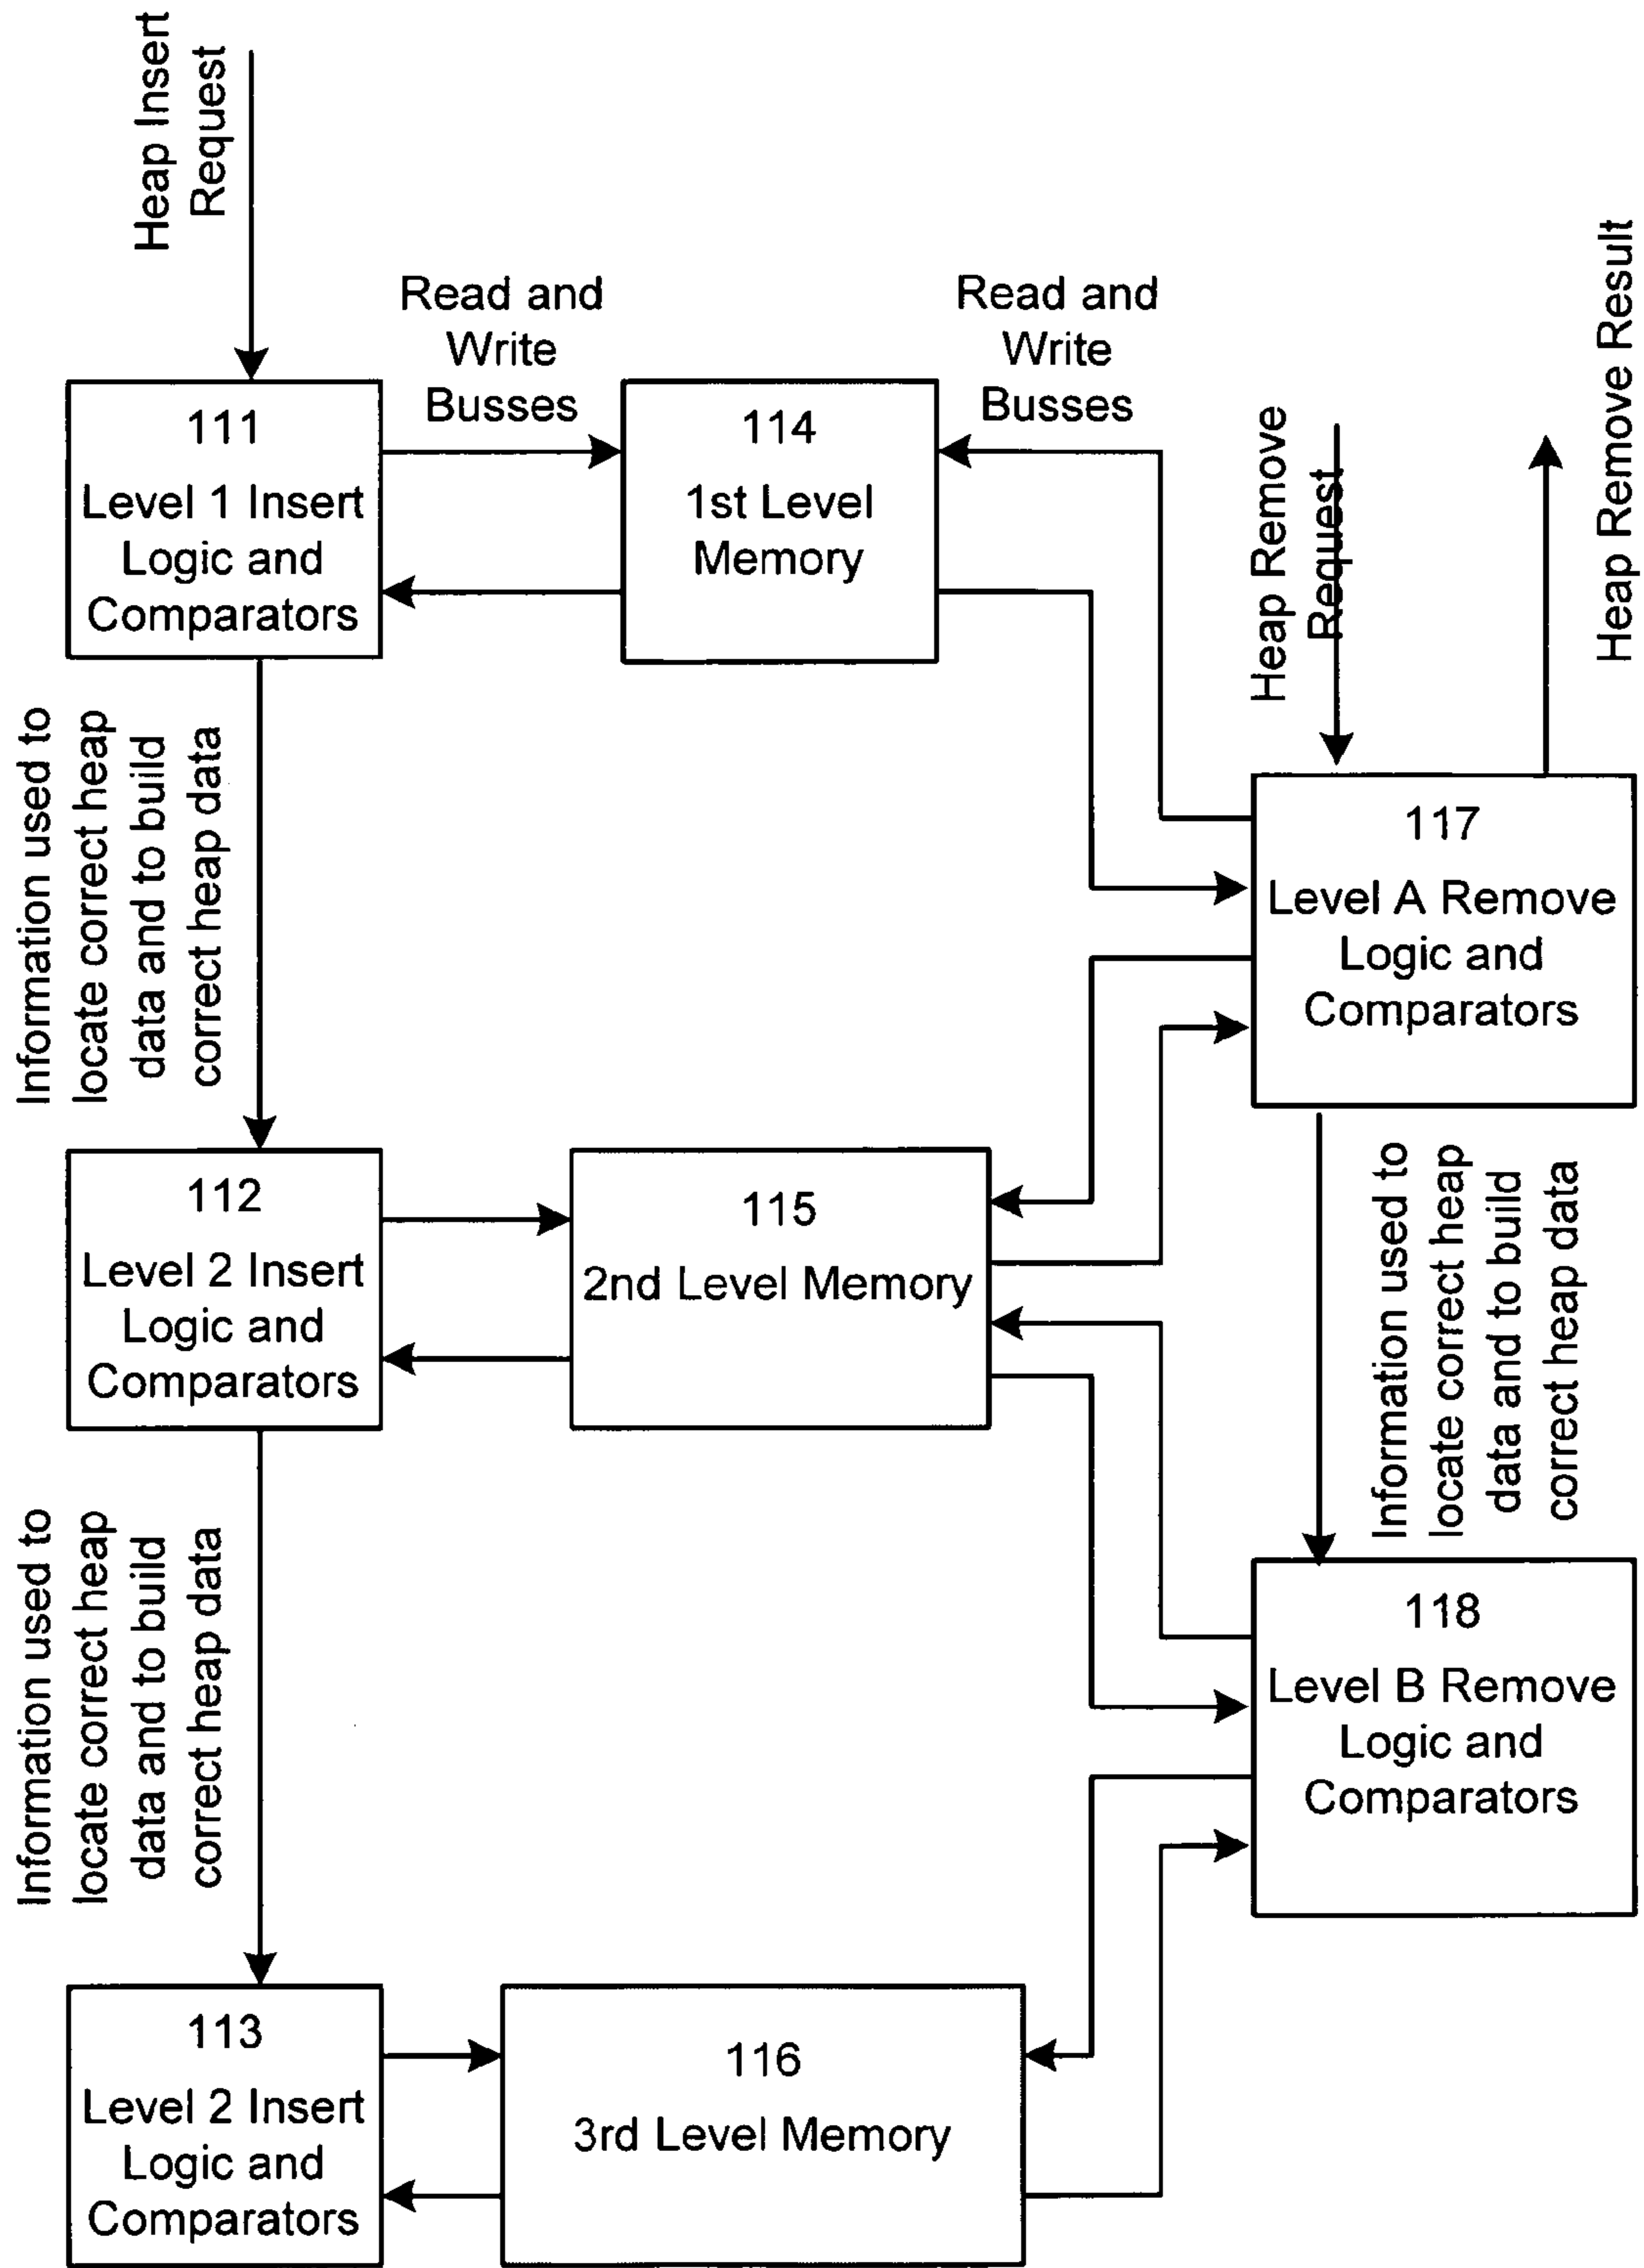 Heap Insert
Request
Read and
Write
Busses
Read and
Write
Busses
Heap Remove
Request
Heap Remove Result
111
Level 1 Insert
Logic and
Comparators
114
1st Level
Memory
117
Level A Remove
Logic and
Comparators
Information used to
locate correct heap
data and to build
correct heap data
112
Level 2 Insert
Logic and
Comparators
115
2nd Level Memory
Information used to
locate correct heap
data and to build
correct heap data
118
Level B Remove
Logic and
Comparators
Information used to
locate correct heap
data and to build
correct heap data
113
Level 2 Insert
Logic and
Comparators
116
3rd Level Memory